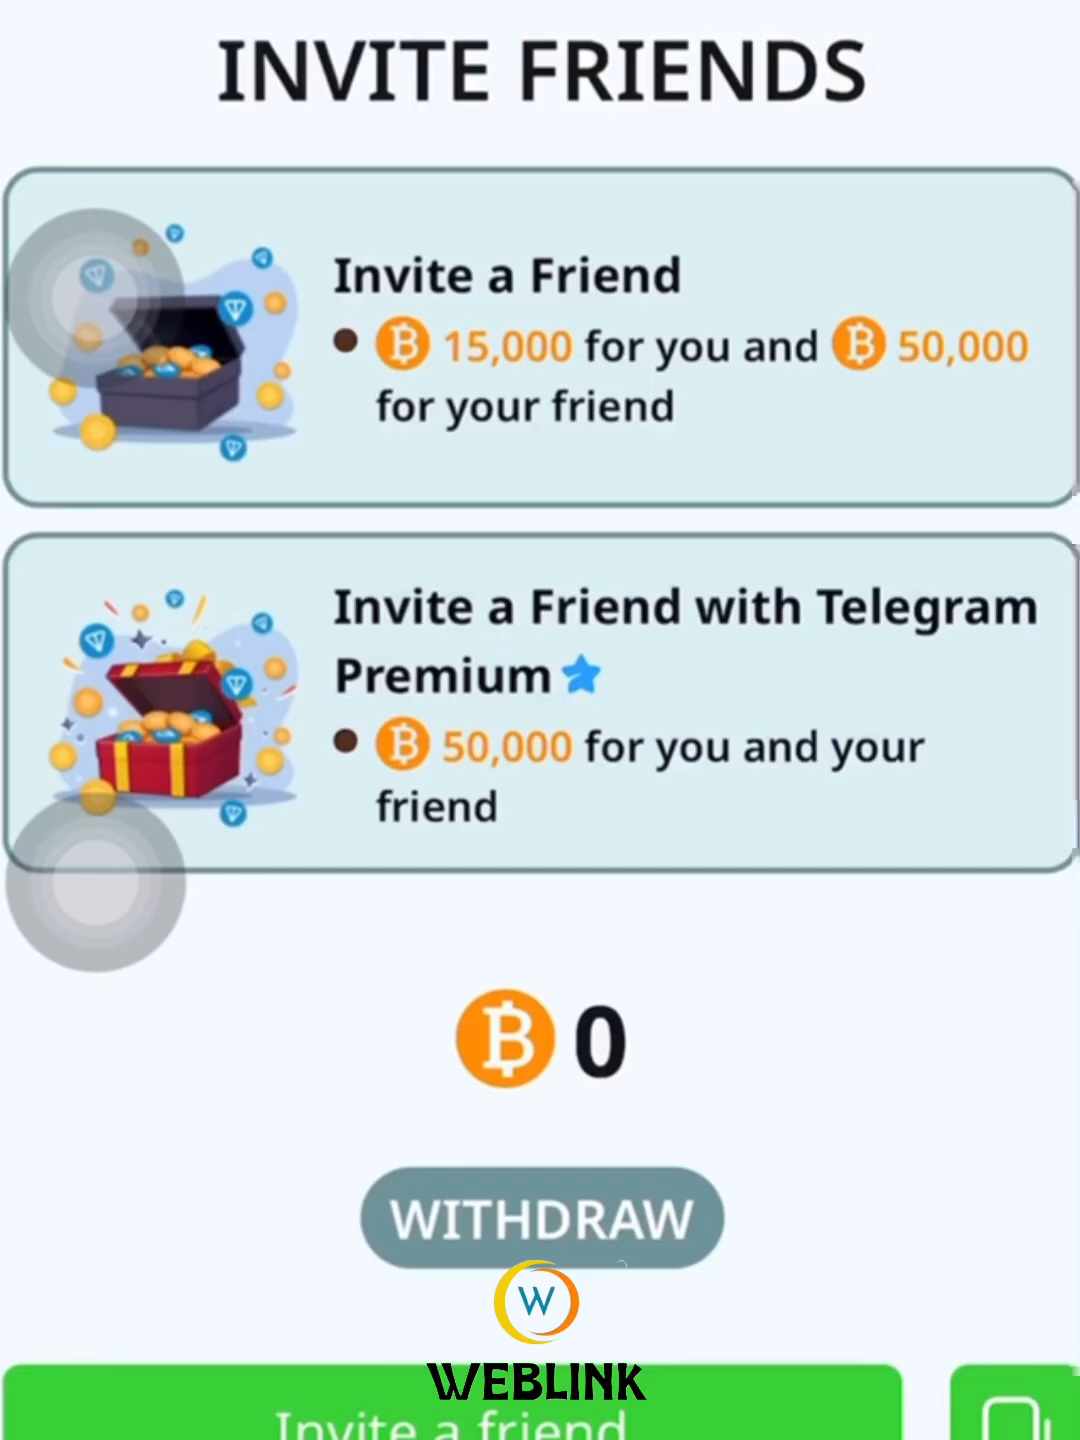 INVITE FRIENDS
Invite a Friend
15,000 for you and 50,000
for your friend
Invite a Friend with Telegram
Premium
50,000 for you and your
friend
0
WITHDRAW
W
WEBLINK
Invite a friend